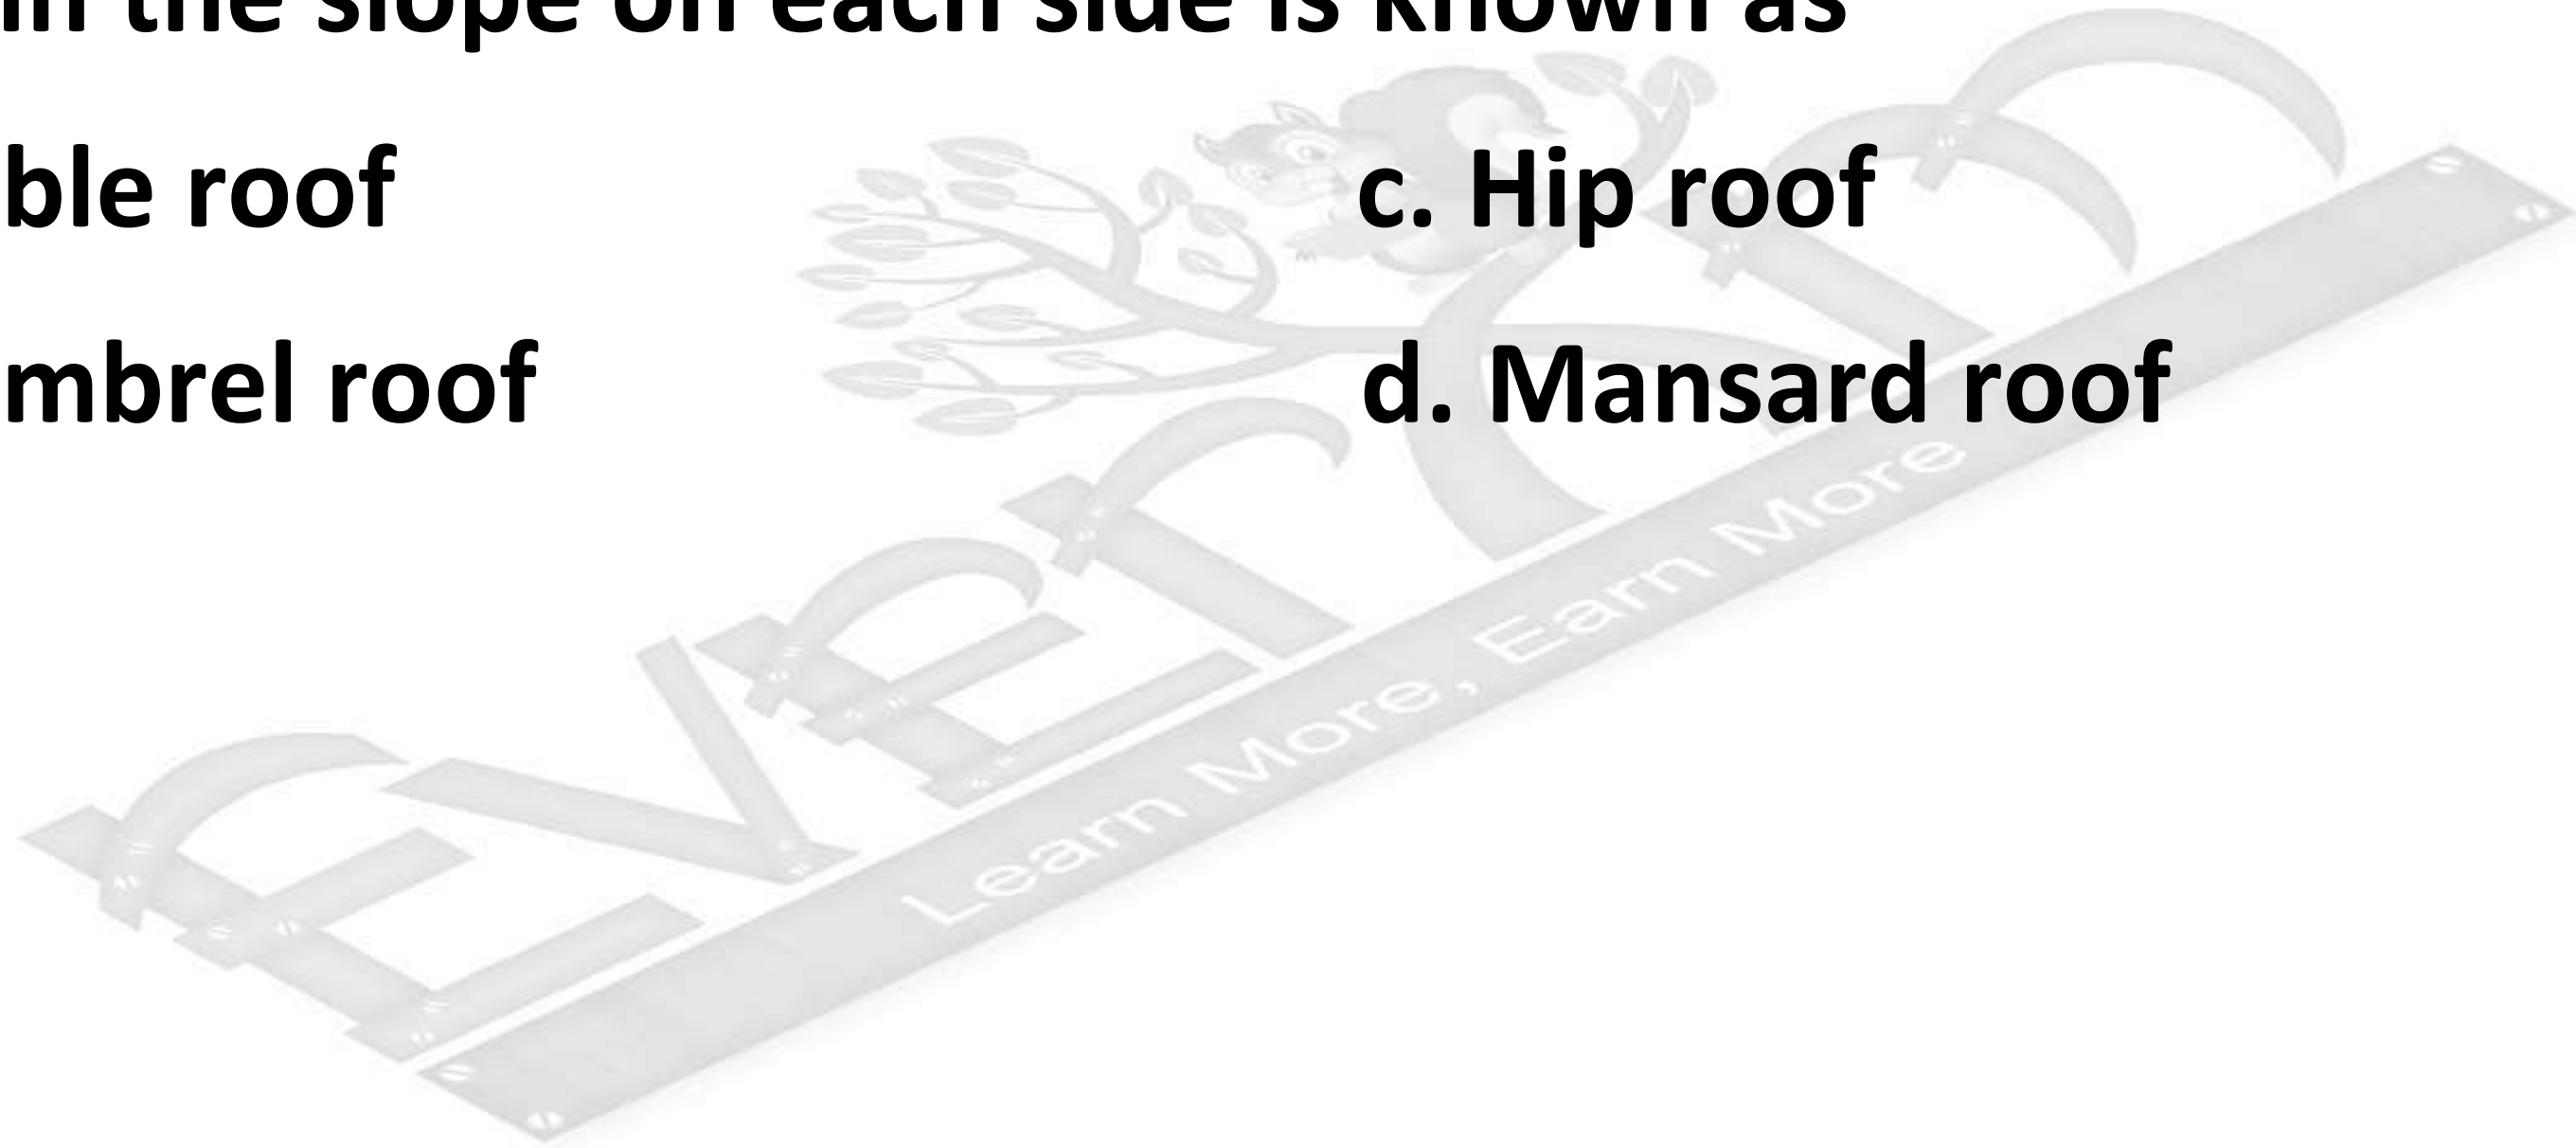 in the slope on each side is known as
ble roof
c. Hip roof
mbrel roof
d. Mansard roof
Learn More, Earn More